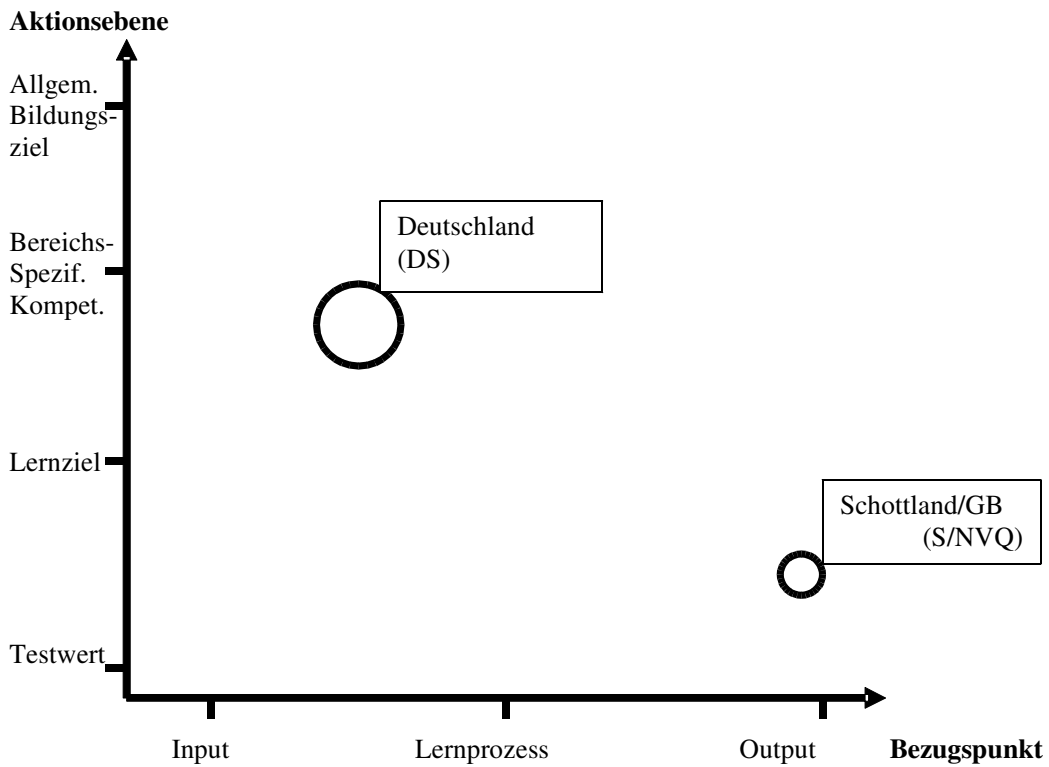 Aktionsebene
Allgem.
Bildungs-
ziel
Deutschland
(DS)
Bereichs-
Spezif.
Kompet.
Lernziel
Schottland/GB
(S/NVQ)
Testwert
Input
Lernprozess
Output
Bezugspunkt